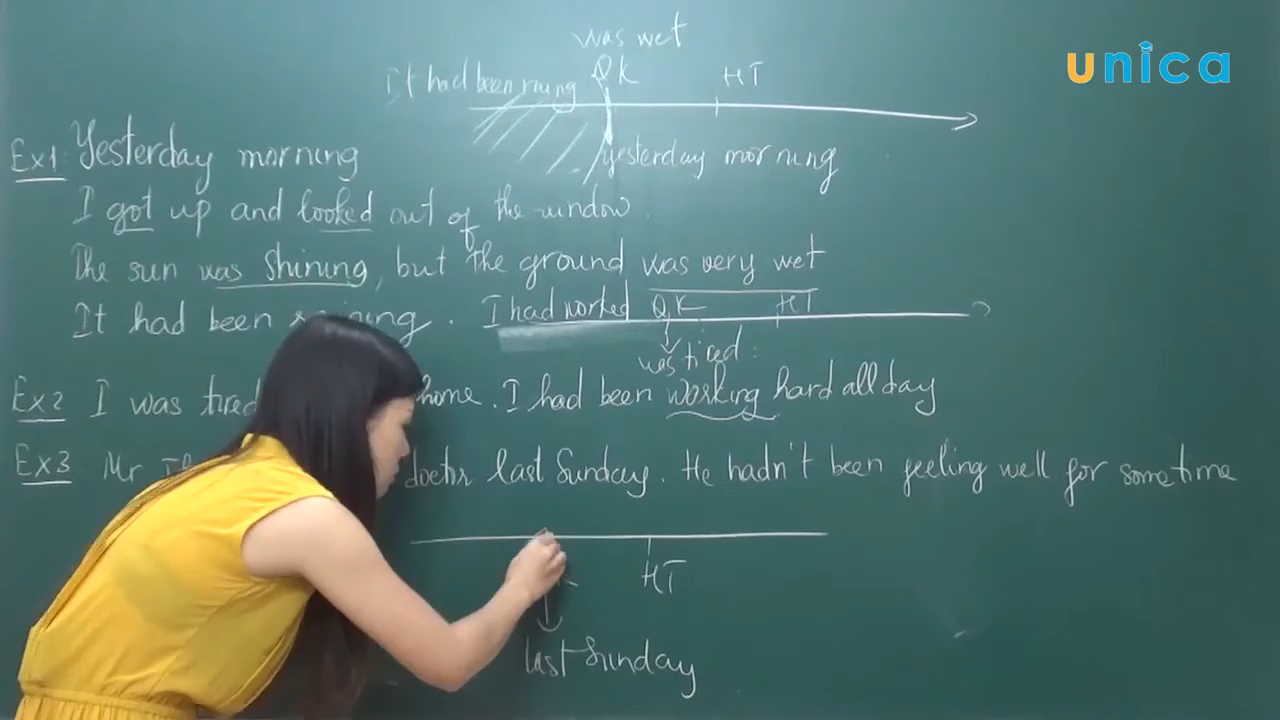 was wet
unica
It had been raing QK HT
Ex1: Yesterday morning
yesterday morning
I got up and looked out of the window.
The sun was shining, but the ground was very wet
It had been raining. I had worked QK HT
was tired:
Ex2 I was tired home. I had been working hard all day
Ex3 Mr doctor last Sunday. He hadn't been feeling well for sometime
HT
last Sunday